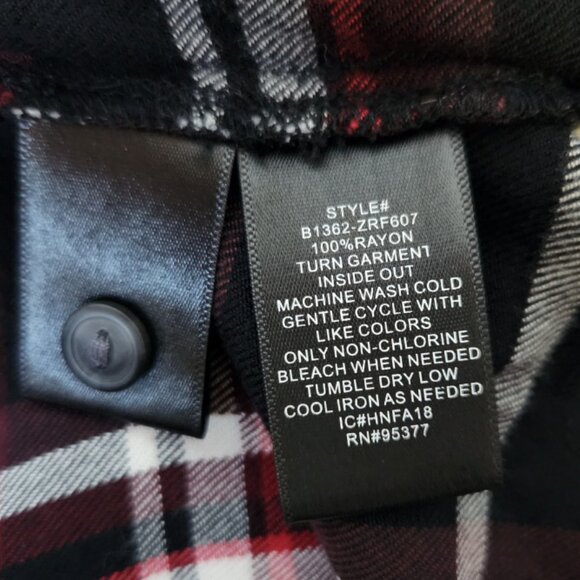 STYLE#
B1362-ZRF607
100%RAYON
TURN GARMENT
INSIDE OUT
MACHINE WASH COLD
GENTLE CYCLE WITH
LIKE COLORS
ONLY NON-CHLORINE
BLEACH WHEN NEEDED
TUMBLE DRY LOW
COOL IRON AS NEEDED
IC#HNFA18
RN#95377